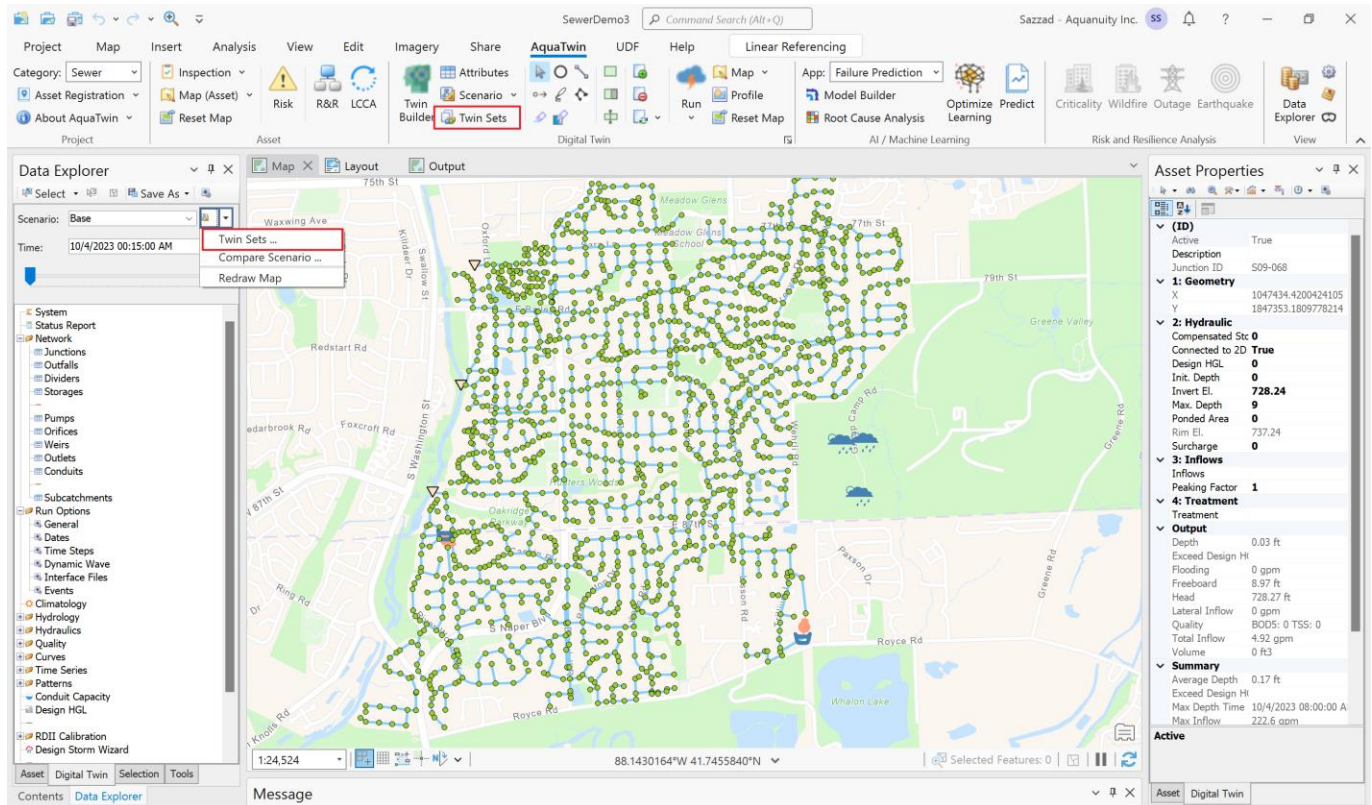 SewerDemo3
Command Search (Alt+Q)
Sazzad - Aquanuity Inc.
SS
?
Project Map Insert Analysis View Edit Imagery Share AquaTwin UDF Help Linear Referencing
Category: Sewer
Asset Registration
About AquaTwin
Project
Inspection
Map (Asset)
Reset Map
Risk
R&R
LCCA
Asset
Twin Builder
Attributes
Scenario
Twin Sets
Digital Twin
Run
Map
Profile
Reset Map
App: Failure Prediction
Model Builder
Root Cause Analysis
Optimize Learning
Predict
AI / Machine Learning
Criticality Wildfire Outage Earthquake
Risk and Resilience Analysis
Data Explorer
View
Data Explorer
Select
Save As
Scenario: Base
Time: 10/4/2023 00:15:00 AM
Twin Sets ...
Compare Scenario ...
Redraw Map
System
Status Report
Network
Junctions
Outfalls
Dividers
Storages
Pumps
Orifices
Weirs
Outlets
Conduits
Subcatchments
Run Options
General
Dates
Time Steps
Dynamic Wave
Interface Files
Events
Climatology
Hydrology
Hydraulics
Quality
Curves
Time Series
Patterns
Conduit Capacity
Design HGL
RDII Calibration
Design Storm Wizard
Asset Digital Twin Selection Tools
Contents Data Explorer
Map Layout Output
75th St
Meadow Glens
Waxwing Ave
77th St
Meadow Glens
School
Oxford L
Killdeer Dr
Swallow St
79th St
Greene Valley
Redstart Rd
edarbrook Rd
Foxcroft Rd
S Washington St
Camp Rd
Wehrli Rd
Greene Rd
Hunters Woods
87th St
Oakridge
Parkway
E 87th St
Paxson Dr
Greene Rd
Ring Rd
S Naper Blv
Royce Rd
Whalon Lake
Royce Rd
Knolls Rd
1:24,524
88.1430164°W 41.7455840°N
Selected Features: 0
Message
Asset Properties
(ID)
Active True
Description
Junction ID S09-068
1: Geometry
X 1047434.4200424105
Y 1847353.1809778214
2: Hydraulic
Compensated Stc 0
Connected to 2D True
Design HGL 0
Init. Depth 0
Invert El. 728.24
Max. Depth 9
Ponded Area 0
Rim El. 737.24
Surcharge 0
3: Inflows
Inflows
Peaking Factor 1
4: Treatment
Treatment
Output
Depth 0.03 ft
Exceed Design H
Flooding 0 gpm
Freeboard 8.97 ft
Head 728.27 ft
Lateral Inflow 0 gpm
Quality BOD5: 0 TSS: 0
Total Inflow 4.92 gpm
Volume 0 ft3
Summary
Average Depth 0.17 ft
Exceed Design H
Max Depth Time 10/4/2023 08:00:00 A
Max Inflow 222.6 gpm
Active
Asset Digital Twin